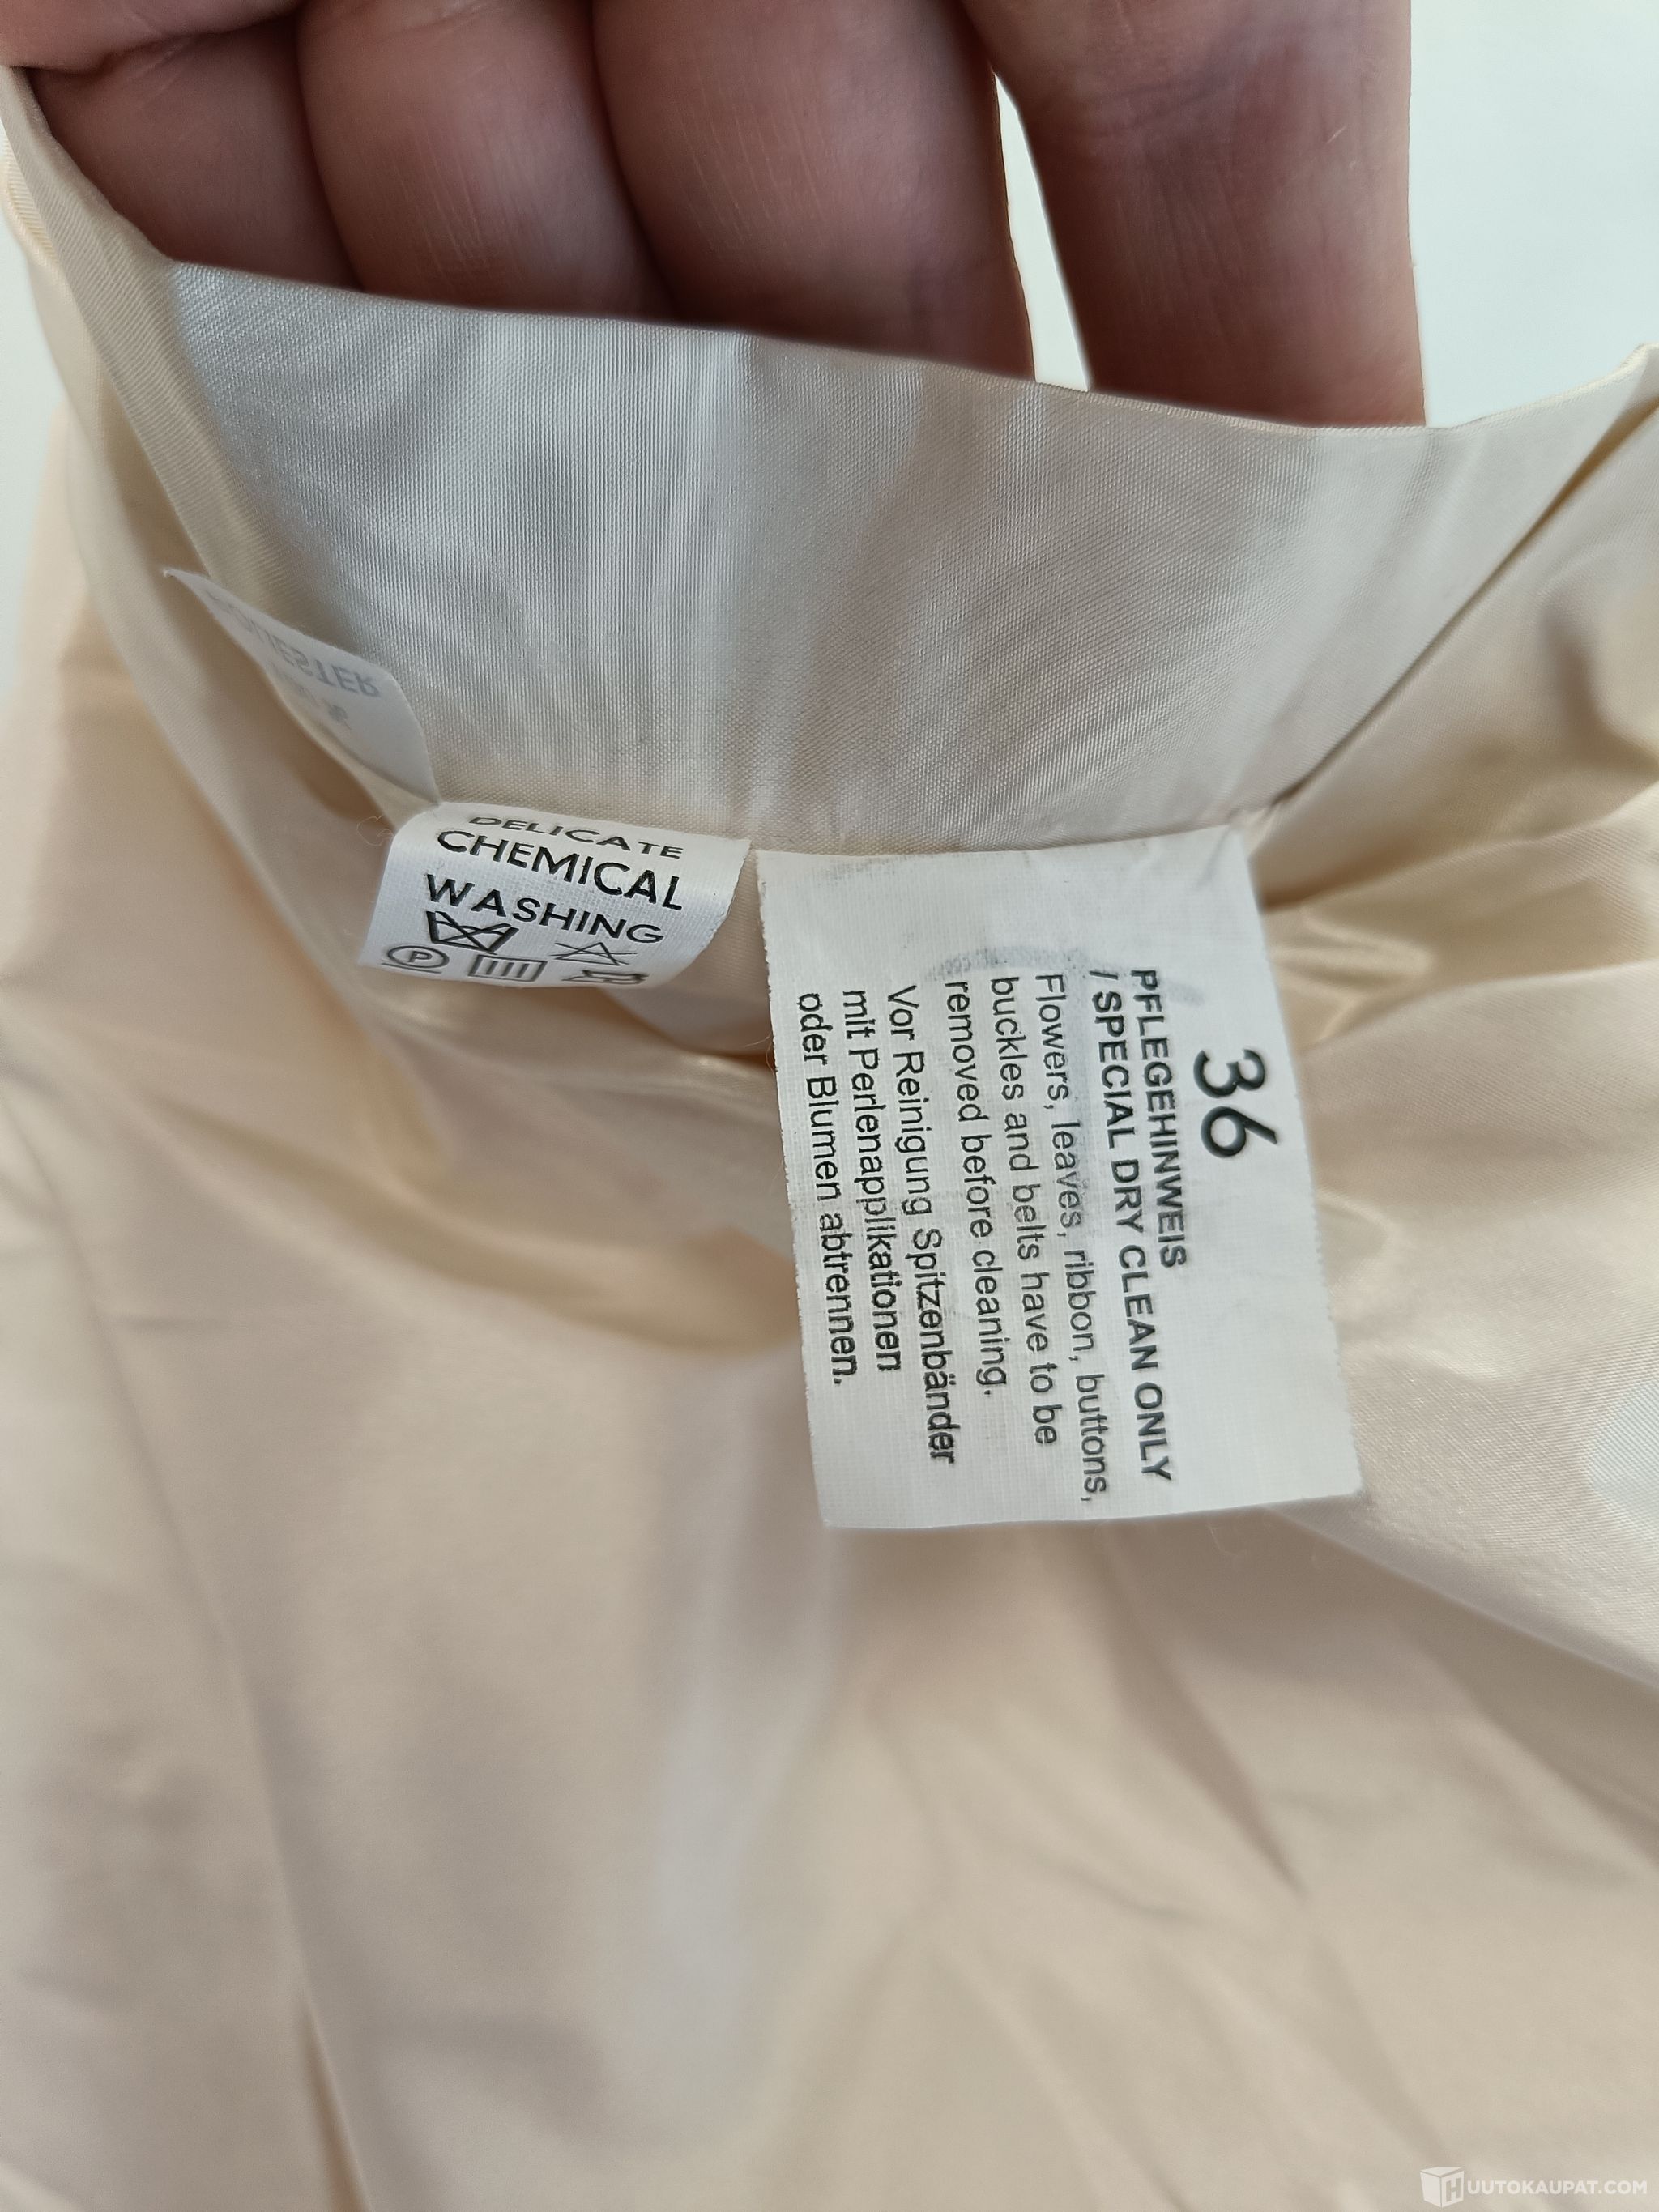 POLYESTER
DELICATE
CHEMICAL
WASHING
P
36
PFLEGEHINWEIS
/ SPECIAL DRY CLEAN ONLY
Flowers, leaves, ribbon, buttons,
buckles and belts have to be
removed before cleaning.
Vor Reinigung Spitzenbänder
mit Perlenapplikationen
oder Blumen abtrennen.
HUUTOKAUPAT.COM